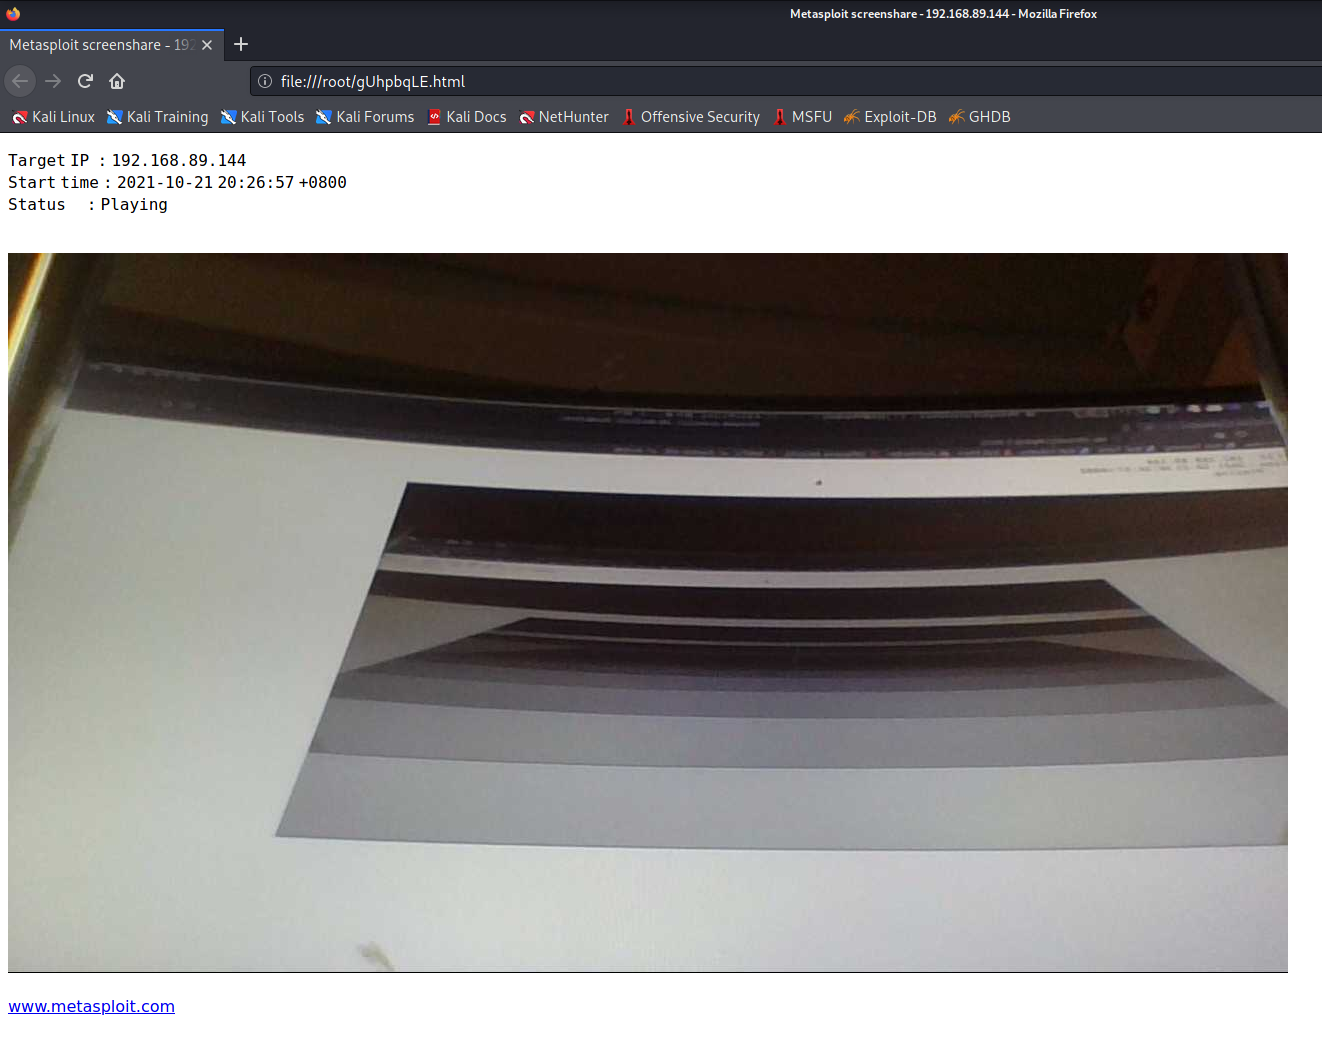 Metasploit screenshare - 192.168.89.144 - Mozilla Firefox
Metasploit screenshare - 192
file:///root/gUhpbqLE.html
Kali Linux Kali Training Kali Tools Kali Forums Kali Docs NetHunter Offensive Security MSFU Exploit-DB GHDB
Target IP : 192.168.89.144
Start time : 2021-10-21 20:26:57 +0800
Status : Playing
www.metasploit.com